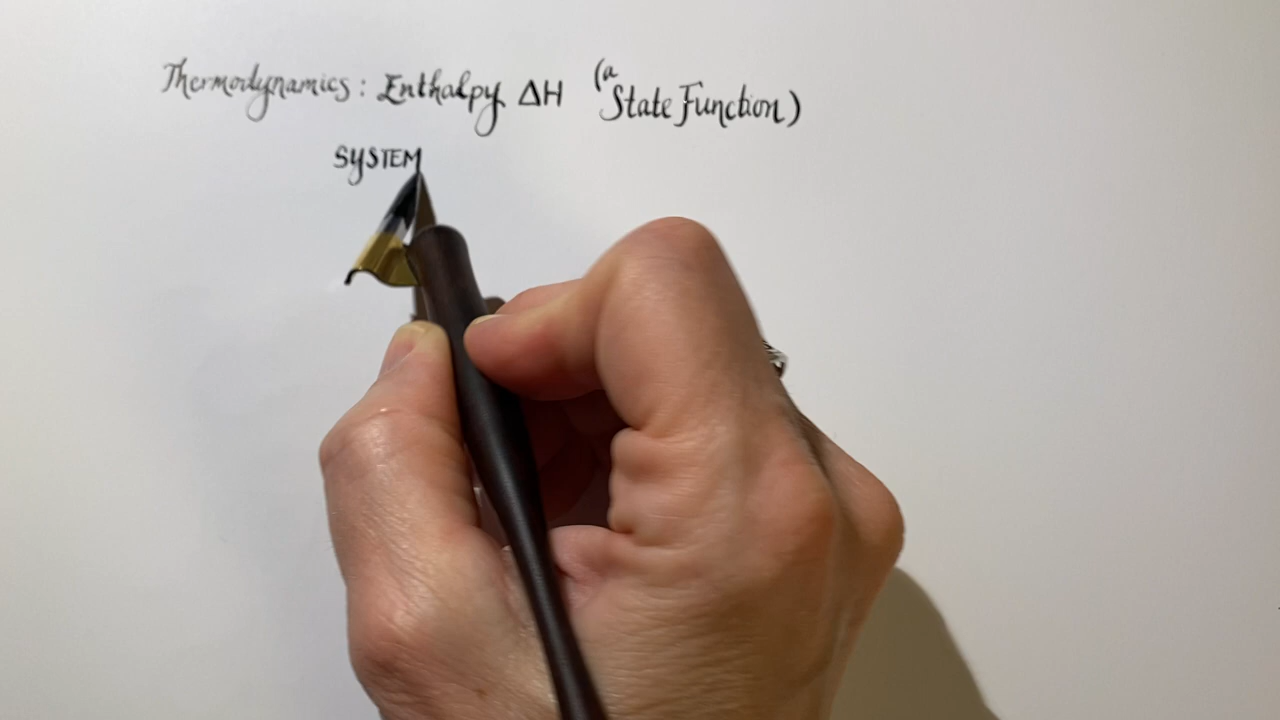 Thermodynamics: Enthalpy ΔH (a State Function)
SYSTEM